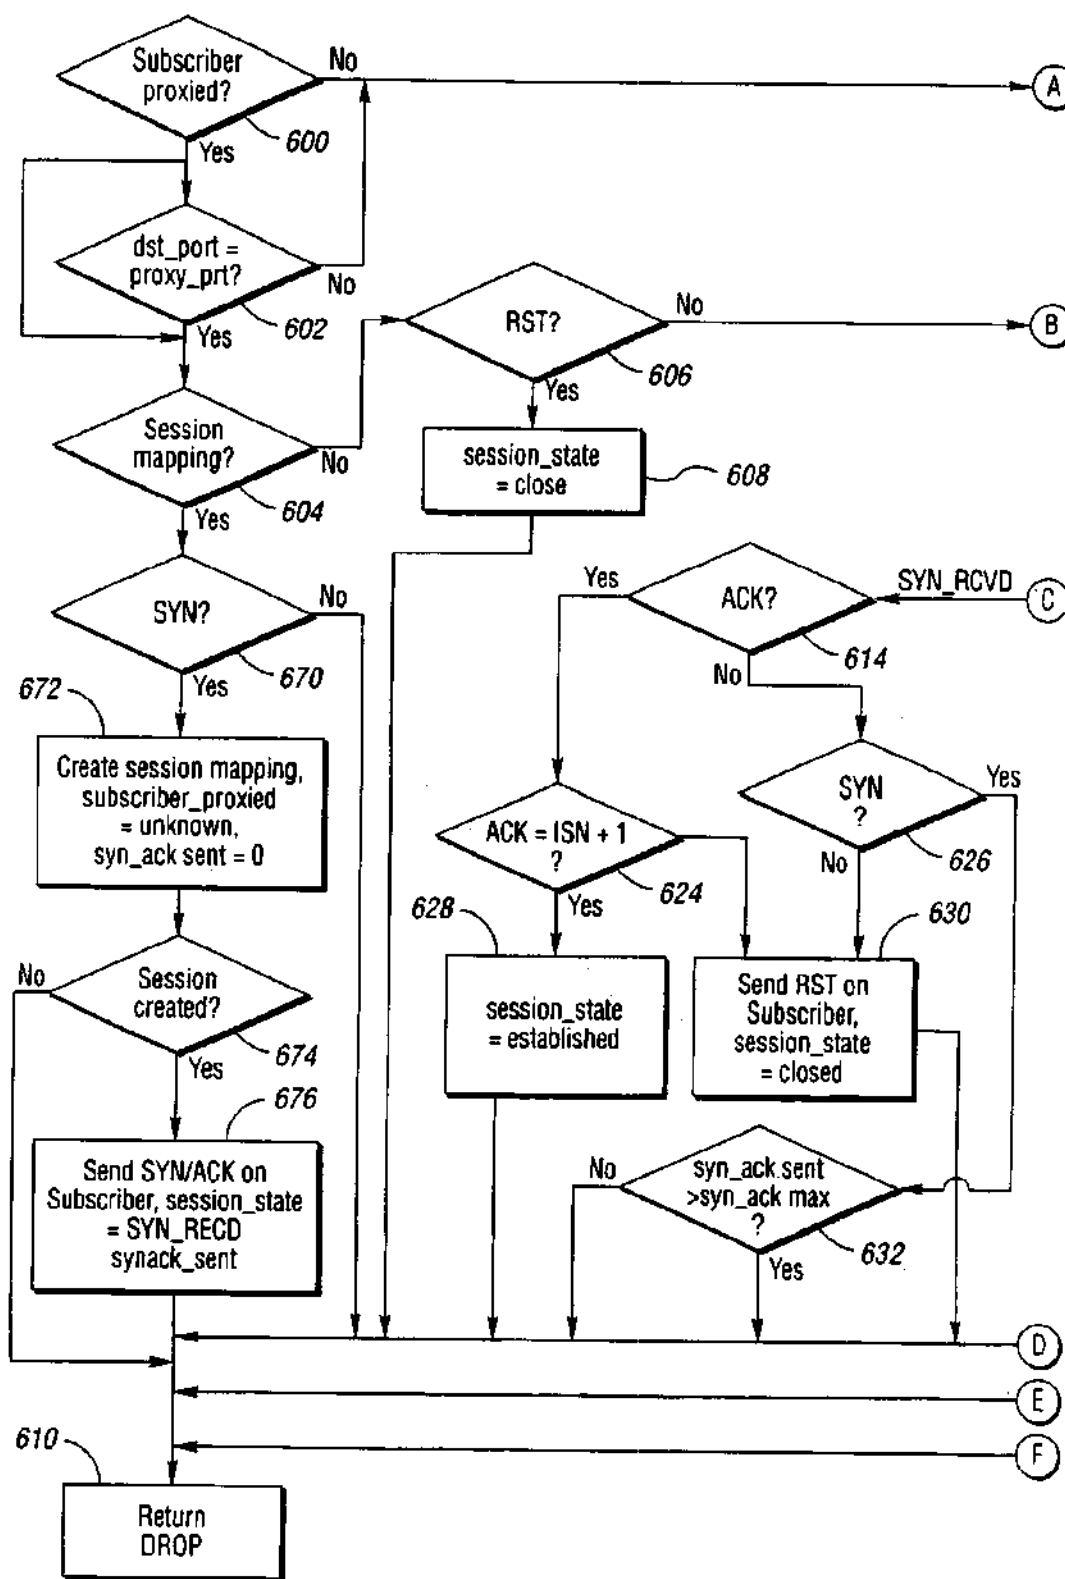 Subscriber
proxied?
No
A
600
Yes
dst_port =
proxy_prt?
No
602
Yes
RST?
No
B
606
Yes
session_state
= close
608
Session
mapping?
No
604
Yes
SYN?
No
670
Yes
672
Create session mapping,
subscriber_proxied
= unknown,
syn_ack sent = 0
Session
created?
No
674
Yes
676
Send SYN/ACK on
Subscriber, session_state
= SYN_RECD
synack_sent
Yes
ACK?
SYN_RCVD
C
614
No
SYN
?
Yes
626
No
ACK = ISN + 1
?
624
Yes
628
session_state
= established
630
Send RST on
Subscriber,
session_state
= closed
No
syn_ack.sent
>syn_ack max
?
632
Yes
D
E
F
610
Return
DROP